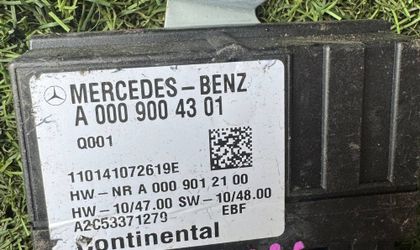 MERCEDES-BENZ
A 000 900 43 01
Q001
110141072619E
HW-NR A 000 901 21 00
HW-10/47.00 SW-10/48.00
A2C53371279 EBF
Continental